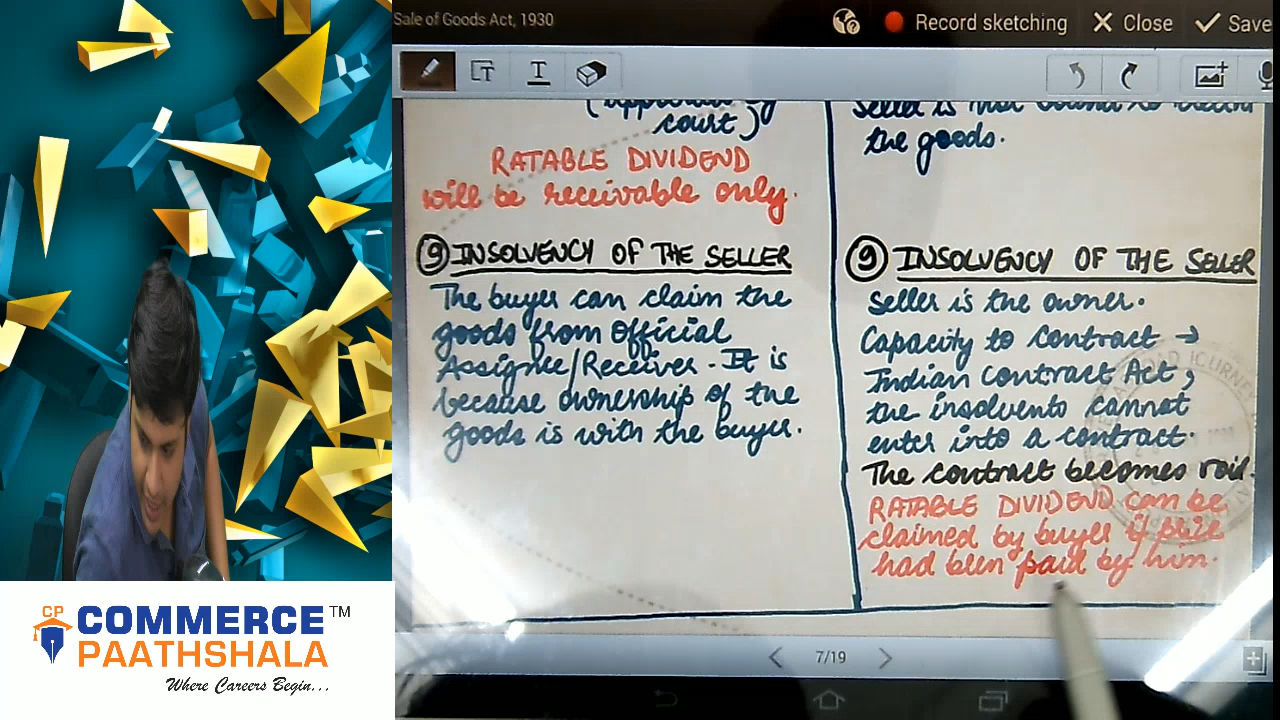 Sale of Goods Act, 1930
Record sketching
Close
Save
court)
RATABLE DIVIDEND
will be receivable only.
⑨ INSOLVENCY OF THE SELLER
The buyer can claim the
goods from official
Assignee/Receiver. It is
because ownership of the
goods is with the buyer.
the goods.
⑨ INSOLVENCY OF THE SELLER
Seller is the owner.
Capacity to contract →
Indian Contract Act,
the insolvents cannot
enter into a contract.
The contract becomes void.
RATABLE DIVIDEND can be
claimed by buyer if price
had been paid by him.
7/19
CP
COMMERCE™
PAATHSHALA
Where Careers Begin...